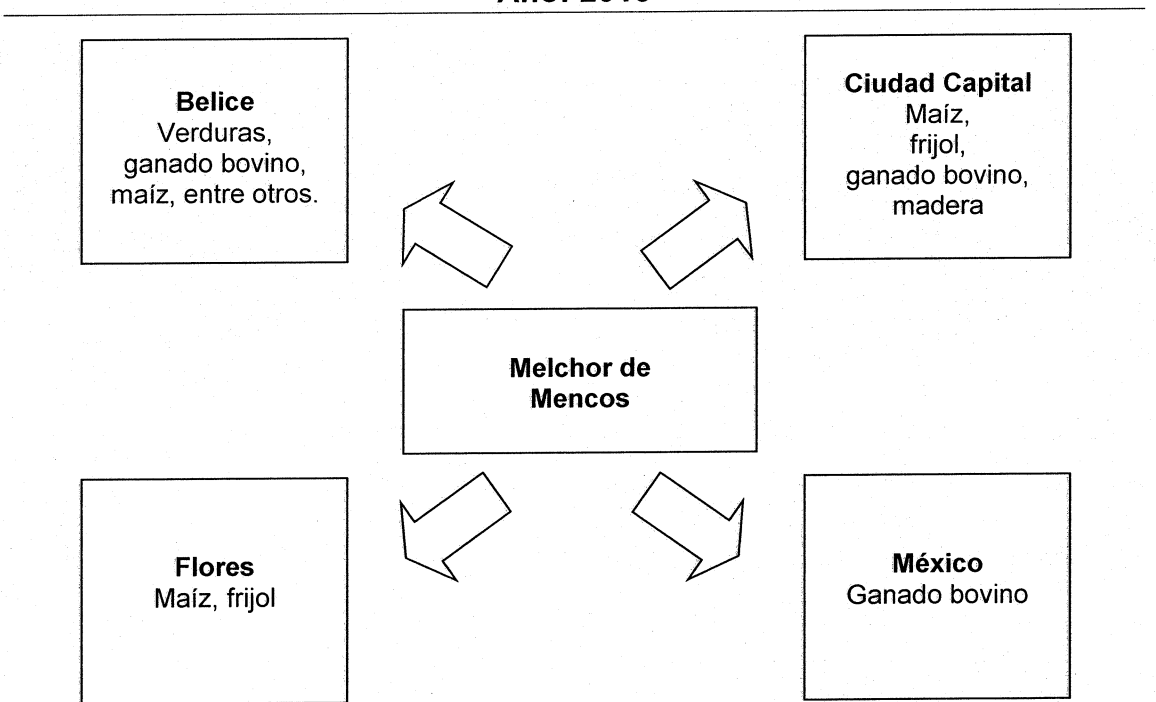 Belice
Verduras,
ganado bovino,
maíz, entre otros.
Ciudad Capital
Maíz,
frijol,
ganado bovino,
madera
Melchor de
Mencos
Flores
Maíz, frijol
México
Ganado bovino